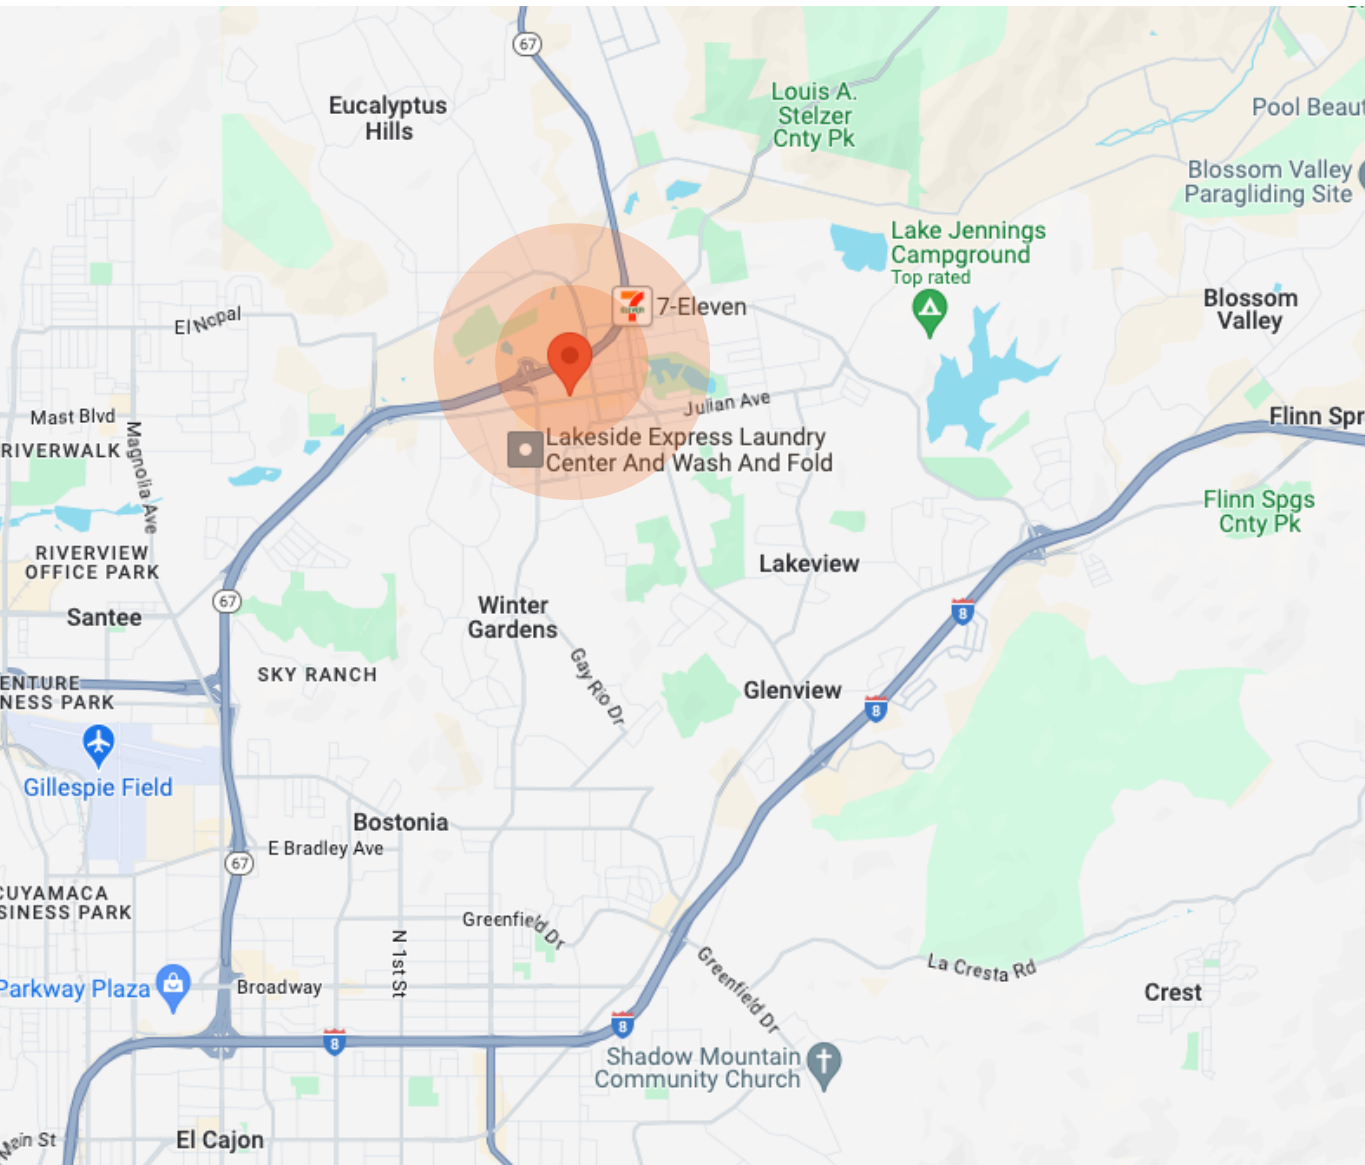 67
Eucalyptus
Hills
Louis A.
Stelzer
Cnty Pk
Pool Beaut
Blossom Valley
Paragliding Site
Lake Jennings
Campground
Top rated
Blossom
Valley
7-Eleven
El Nopal
Mast Blvd
RIVERWALK
Magnolia Ave
Julian Ave
Flinn Spr
Lakeside Express Laundry
Center And Wash And Fold
Flinn Spgs
Cnty Pk
RIVERVIEW
OFFICE PARK
Lakeview
67
Santee
Winter
Gardens
8
SKY RANCH
Gay Rio Dr
ENTURE
NESS PARK
Glenview
8
Gillespie Field
Bostonia
E Bradley Ave
67
CUYAMACA
SINESS PARK
Greenfield Dr
N 1st St
Greenfield Dr
La Cresta Rd
Parkway Plaza
Broadway
Crest
8
8
Shadow Mountain
Community Church
Main St
El Cajon